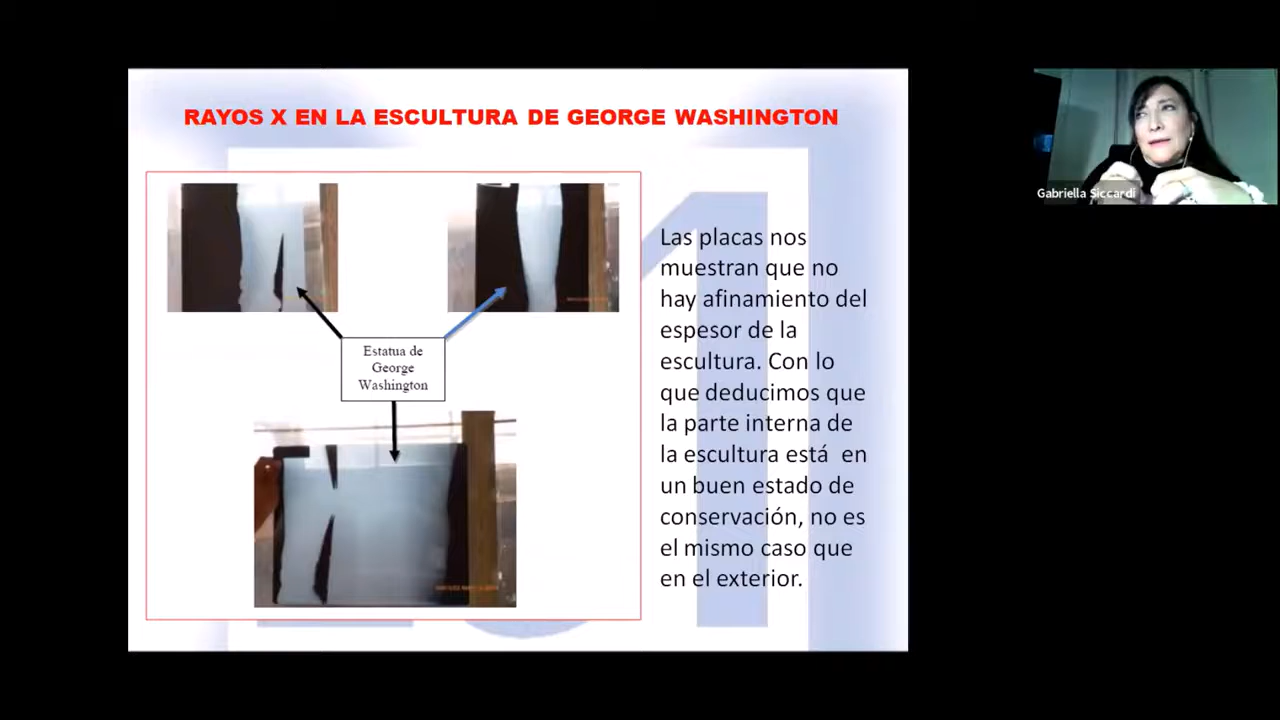 RAYOS X EN LA ESCULTURA DE GEORGE WASHINGTON
Estatua de
George
Washington
Las placas nos
muestran que no
hay afinamiento del
espesor de la
escultura. Con lo
que deducimos que
la parte interna de
la escultura está en
un buen estado de
conservación, no es
el mismo caso que
en el exterior.
Gabriella Siccardi